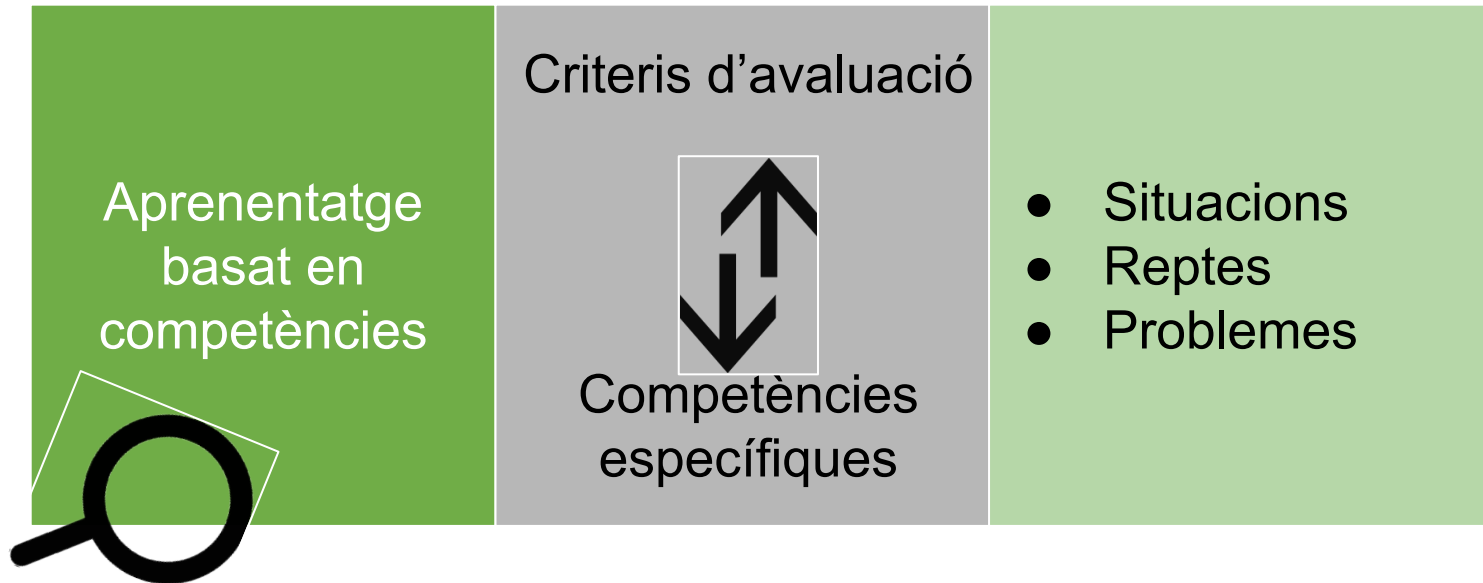 Aprenentatge
basat en
competències
Criteris d’avaluació
Competències
específiques
● Situacions
● Reptes
● Problemes